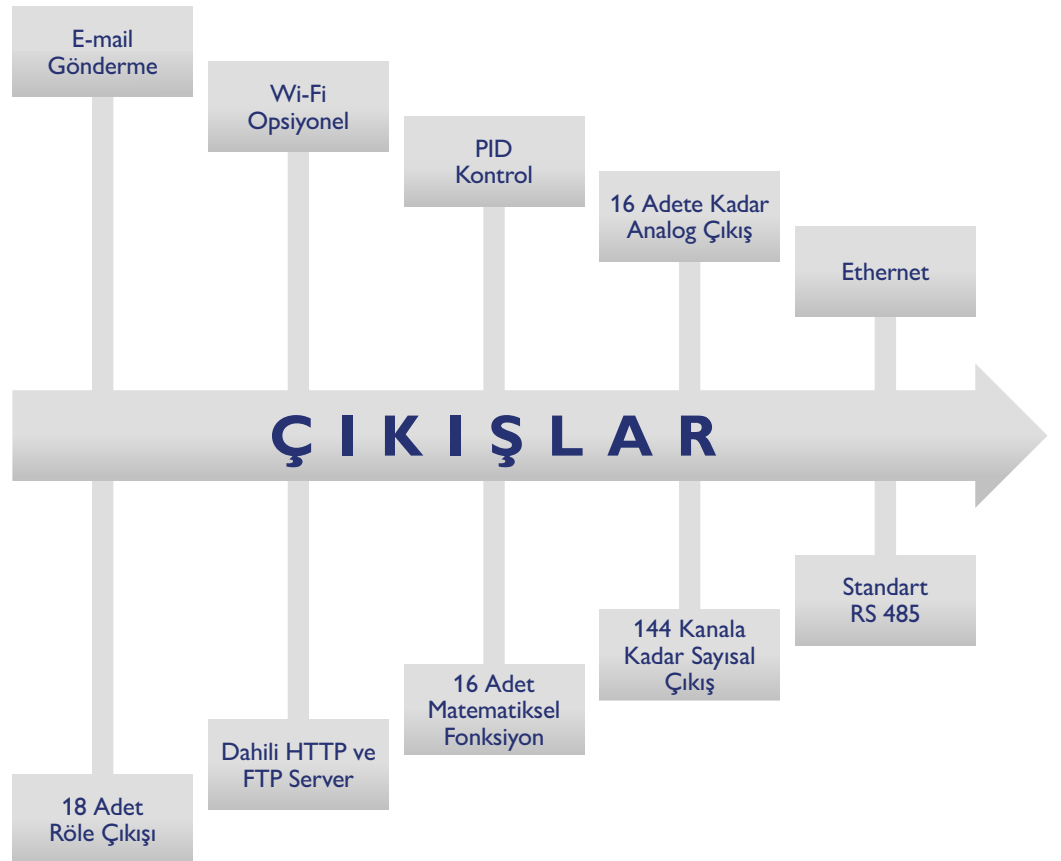 E-mail
Gönderme
Wi-Fi
Opsiyonel
PID
Kontrol
16 Adete Kadar
Analog Çıkış
Ethernet
ÇIKIŞLAR
Standart
RS 485
144 Kanala
Kadar Sayısal
Çıkış
16 Adet
Matematiksel
Fonksiyon
Dahili HTTP ve
FTP Server
18 Adet
Röle Çıkışı